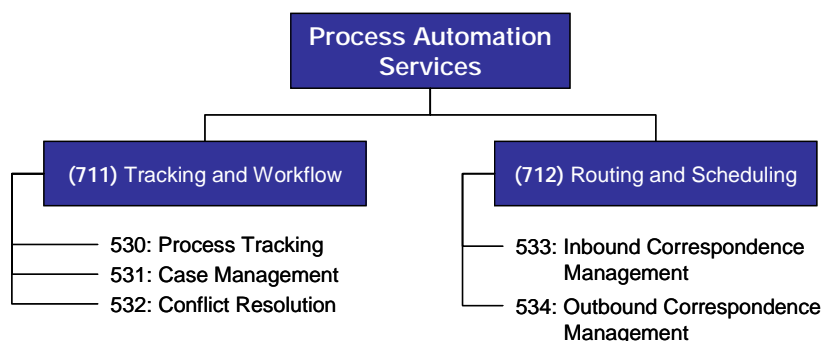 Process Automation
Services
(711) Tracking and Workflow
530: Process Tracking
531: Case Management
532: Conflict Resolution
(712) Routing and Scheduling
533: Inbound Correspondence
Management
534: Outbound Correspondence
Management